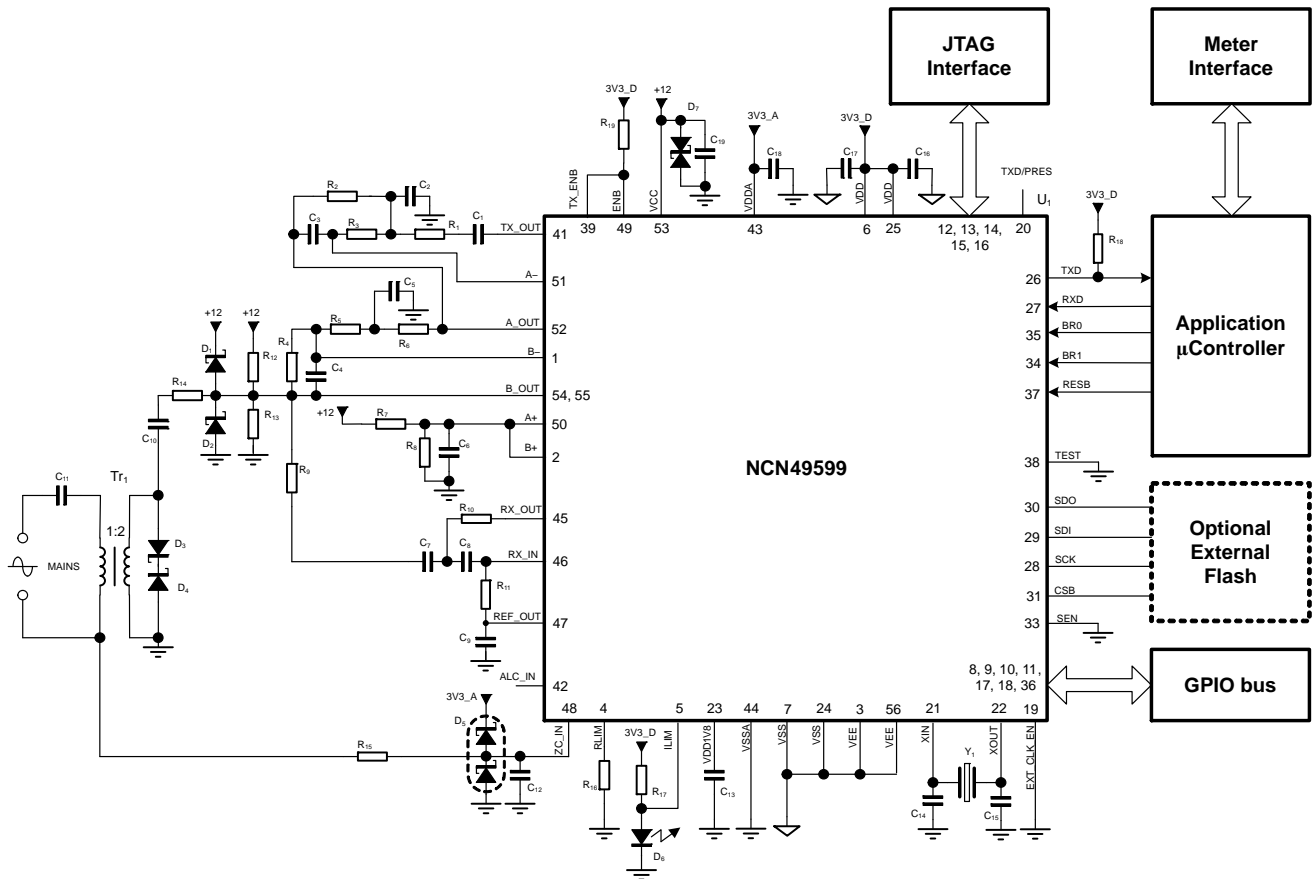 JTAG
Interface
Meter
Interface
3V3_D
+12
D7
R19
C19
3V3_A
C18
3V3_D
C17
C16
TXD/PRES
U1
TX_ENB
ENB
VCC
VDDA
VDD
VDD
39
49
53
43
6
25
12, 13, 14,
15, 16
20
R2
C2
C3
R3
R1
C1
TX_OUT
41
A−
51
C5
R5
R6
A_OUT
52
+12
+12
D1
R12
R4
B−
1
C4
R14
B_OUT
54, 55
D2
R13
+12
R7
A+
50
R8
C6
B+
2
C10
R9
C11
Tr1
1:2
D3
D4
MAINS
R10
RX_OUT
45
C7
C8
RX_IN
46
R11
REF_OUT
47
C9
ALC_IN
42
NCN49599
3V3_D
R18
26
TXD
27
RXD
35
BR0
34
BR1
37
RESB
Application
μController
38
TEST
30
SDO
29
SDI
28
SCK
31
CSB
33
SEN
Optional
External
Flash
8, 9, 10, 11,
17, 18, 36
GPIO bus
48
4
5
23
44
7
24
3
56
21
22
19
ZC_IN
RLIM
ILIM
VDD1V8
VSSA
VSS
VSS
VEE
VEE
XIN
XOUT
EXT_CLK_EN
3V3_A
D5
R15
C12
R16
3V3_D
R17
D6
C13
Y1
C14
C15